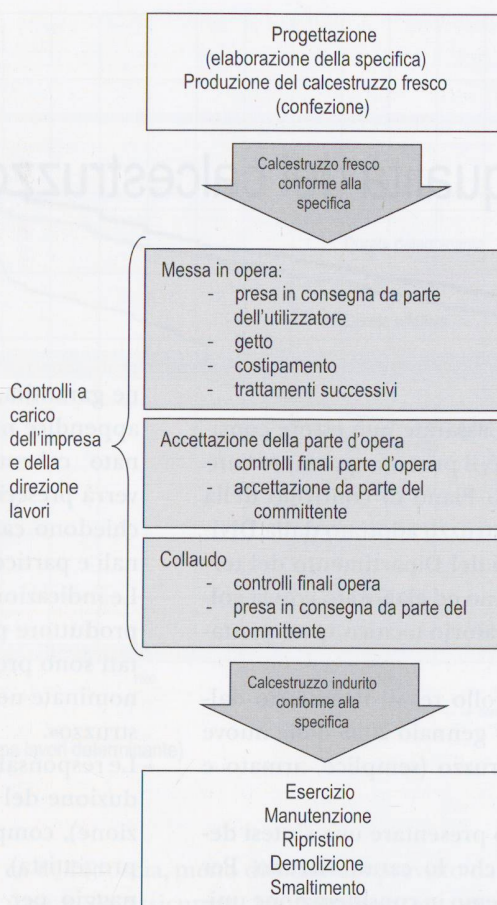 Progettazione
(elaborazione della specifica)
Produzione del calcestruzzo fresco
(confezione)
Calcestruzzo fresco
conforme alla
specifica
Controlli a
carico
dell'impresa
e della
direzione
lavori
Messa in opera:
- presa in consegna da parte
dell'utilizzatore
- getto
- costipamento
- trattamenti successivi
Accettazione della parte d'opera
- controlli finali parte d'opera
- accettazione da parte del
committente
Collaudo
- controlli finali opera
- presa in consegna da parte del
committente
Calcestruzzo indurito
conforme alla
specifica
Esercizio
Manutenzione
Ripristino
Demolizione
Smaltimento